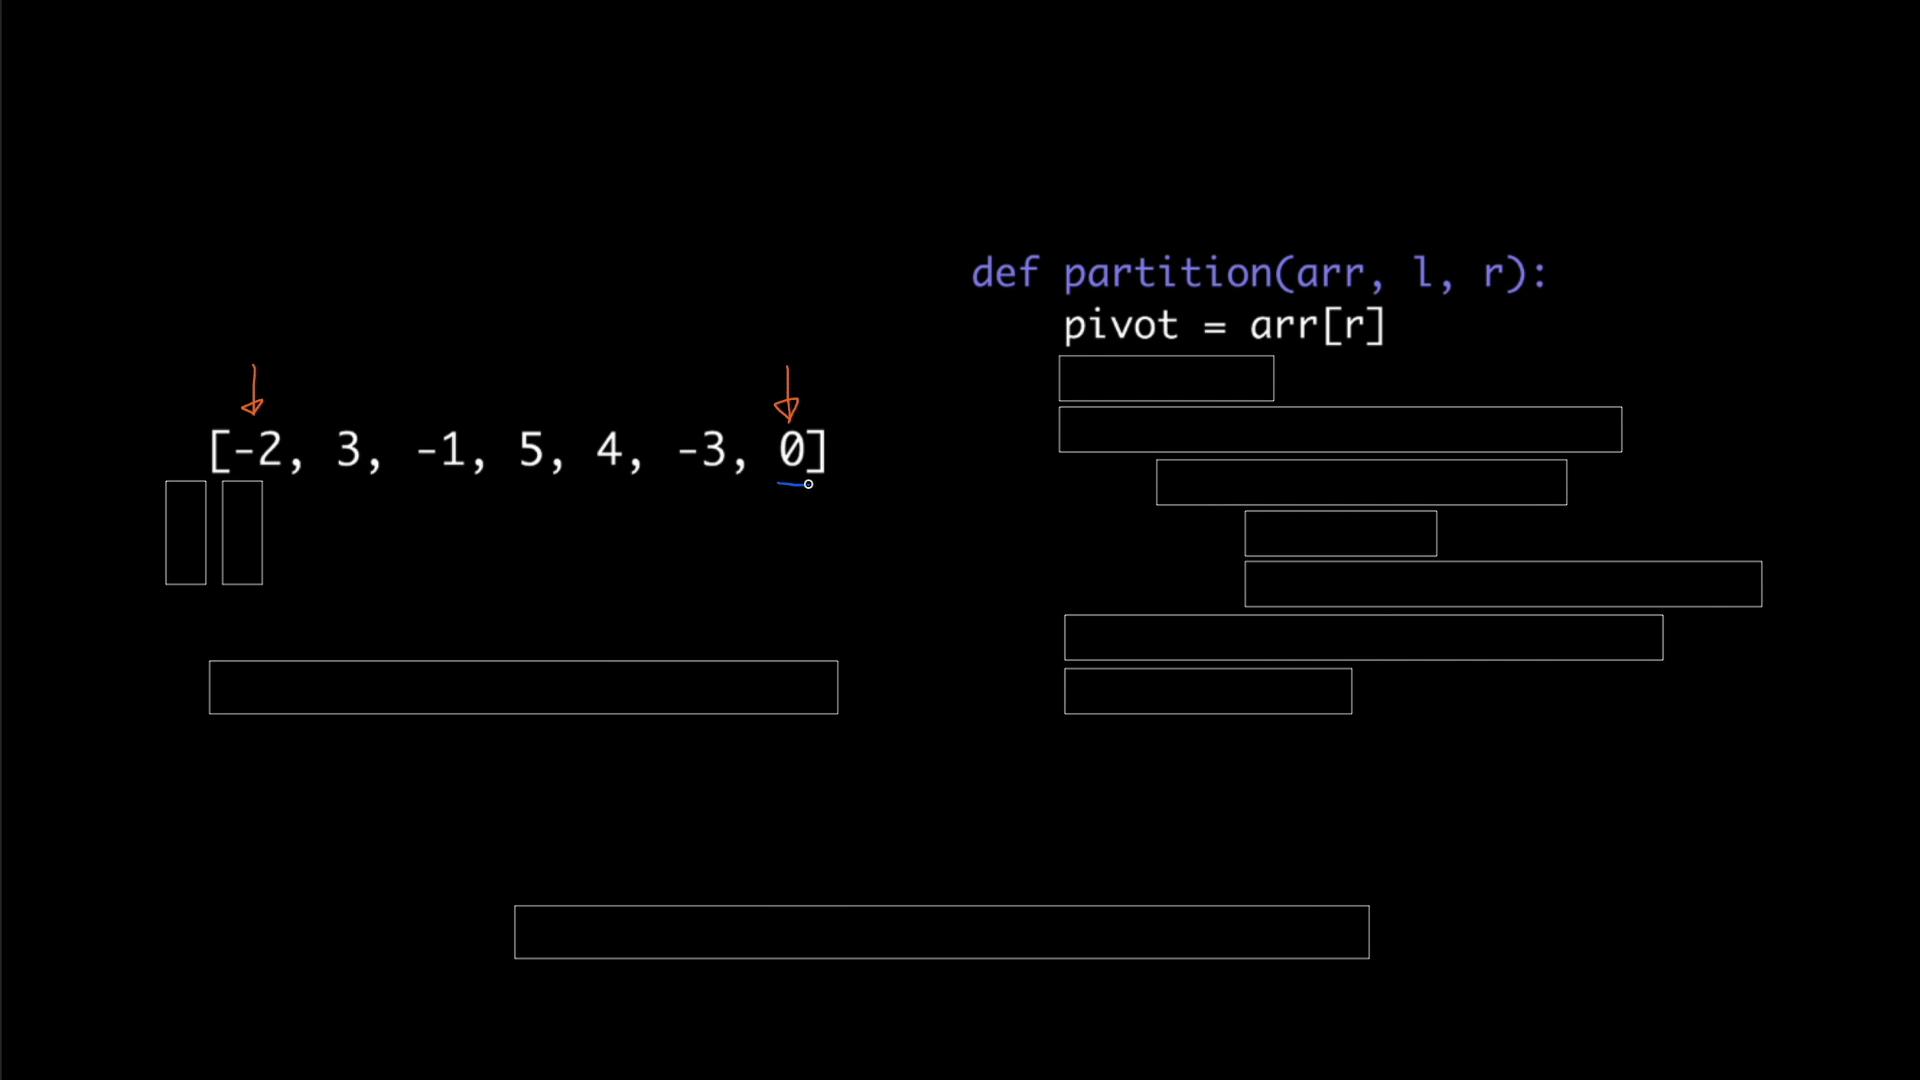 def partition(arr, l, r):
pivot = arr[r]
[-2, 3, -1, 5, 4, -3, 0]